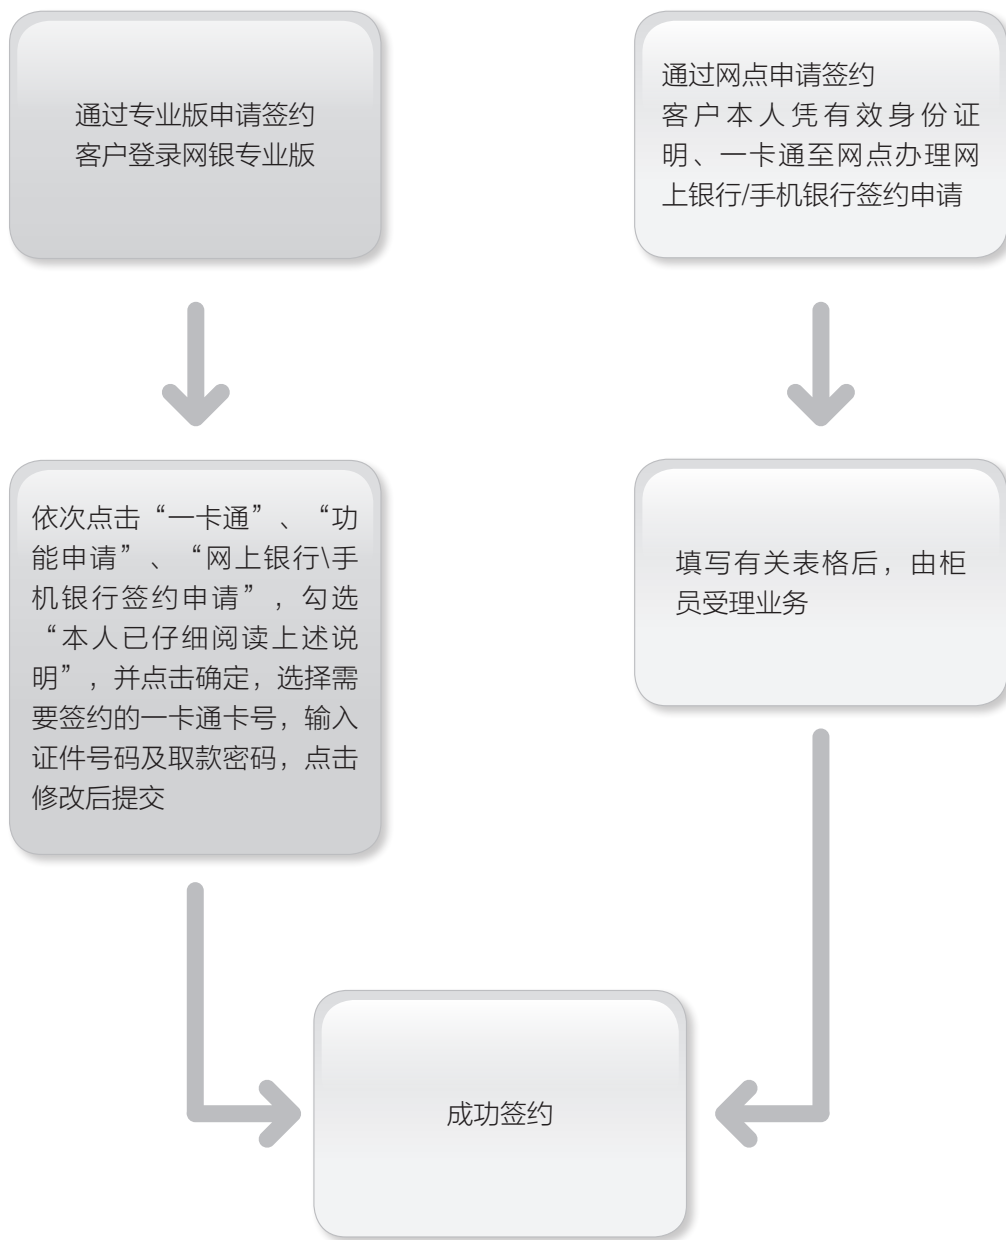 通过专业版申请签约
客户登录网银专业版
通过网点申请签约
客户本人凭有效身份证
明、一卡通至网点办理网
上银行/手机银行签约申请
依次点击“一卡通”、“功
能申请”、“网上银行\手
机银行签约申请”，勾选
“本人已仔细阅读上述说
明”，并点击确定，选择需
要签约的一卡通卡号，输入
证件号码及取款密码，点击
修改后提交
填写有关表格后，由柜
员受理业务
成功签约